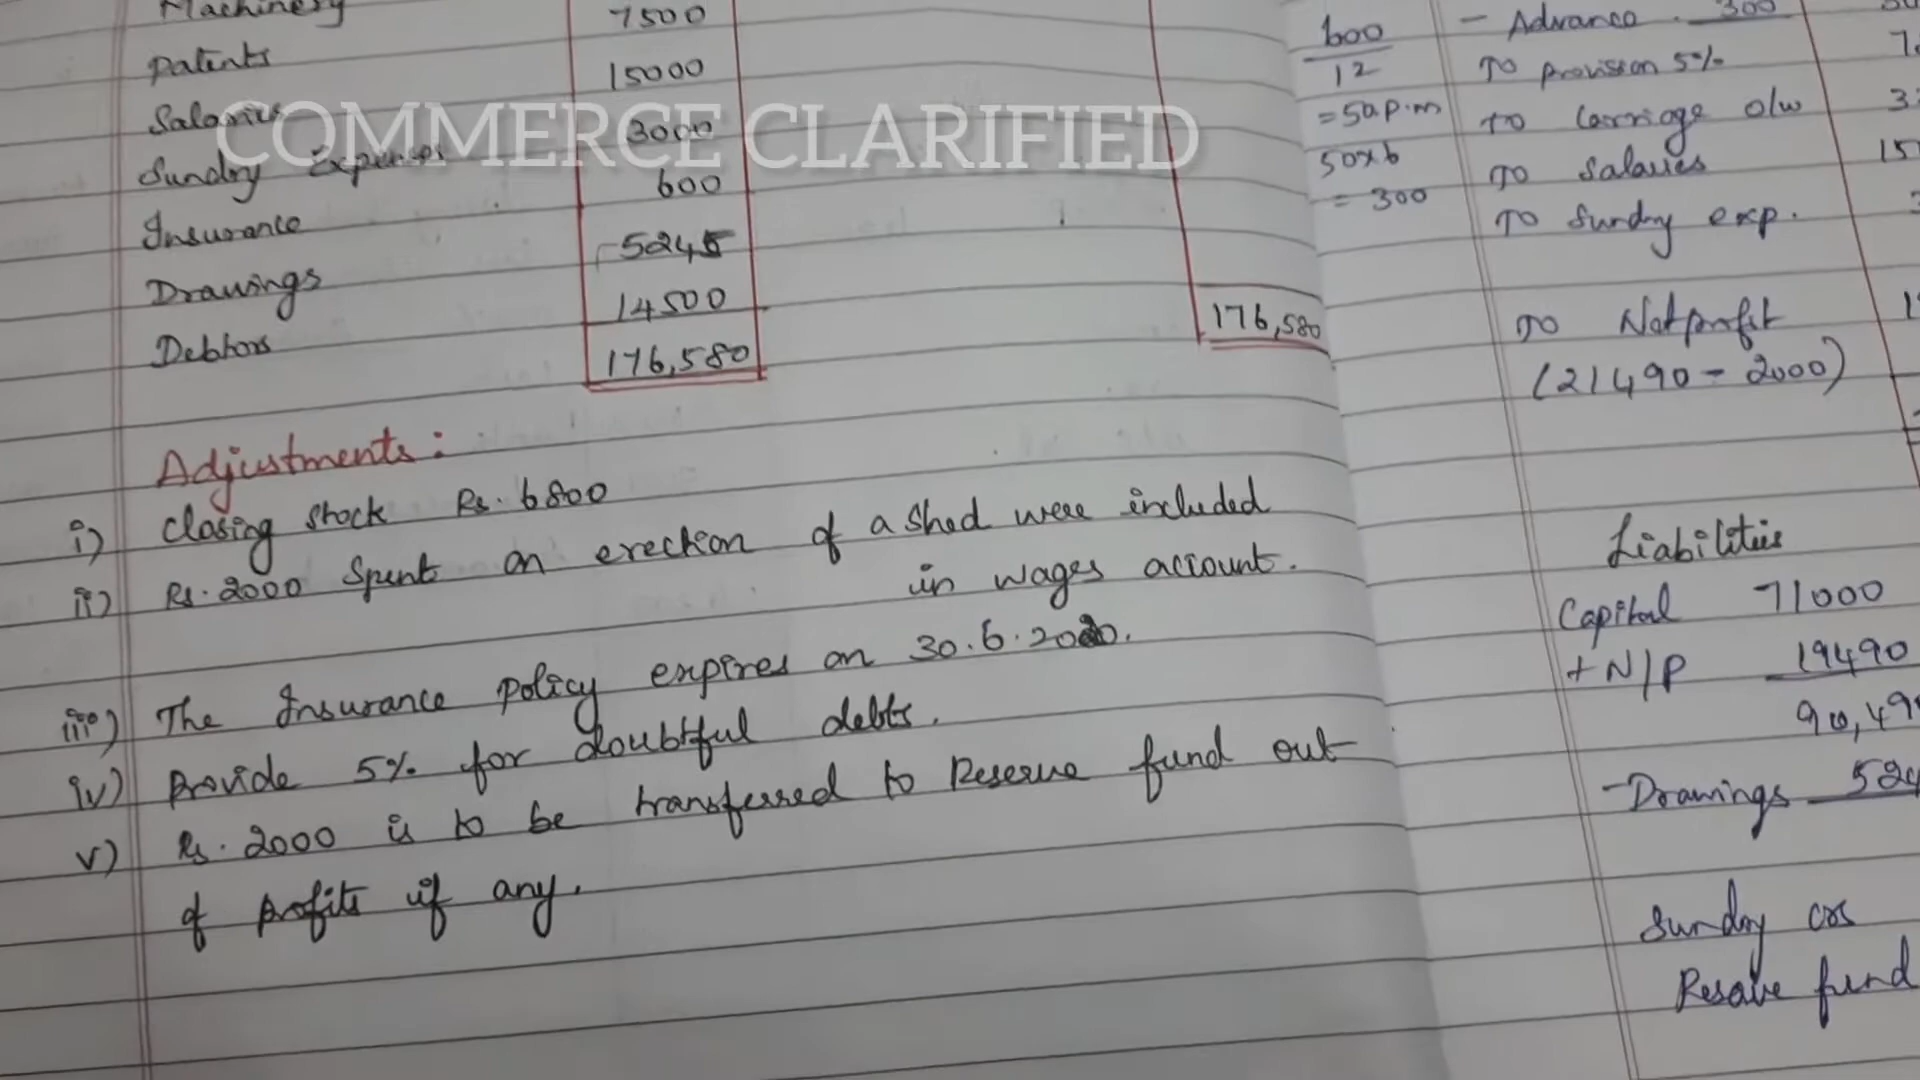 Machinery 7500
Patents 15000
Salaries 3000
Sundry Expenses 600
Insurance 5245
Drawings 14500
Debtors 176,580
176,580
COMMERCE CLARIFIED
Adjustments:
i) Closing stock Rs. 6800
ii) Rs. 2000 Spent on erection of a shed were included
in wages account.
iii) The Insurance policy expires on 30.6.2020.
iv) Provide 5% for doubtful debts.
v) Rs. 2000 is to be transferred to Reserve fund out
of profits if any.
600
12
= 50 p.m
50x6
= 300
- Advance 300
To provision 5%
to carriage o/w
To Salaries
To Sundry exp.
To Net profit
(21490 - 2000)
Liabilities
Capital 71000
+ N/P 19490
90,49
- Drawings 524
Sundry crs
Resave fund